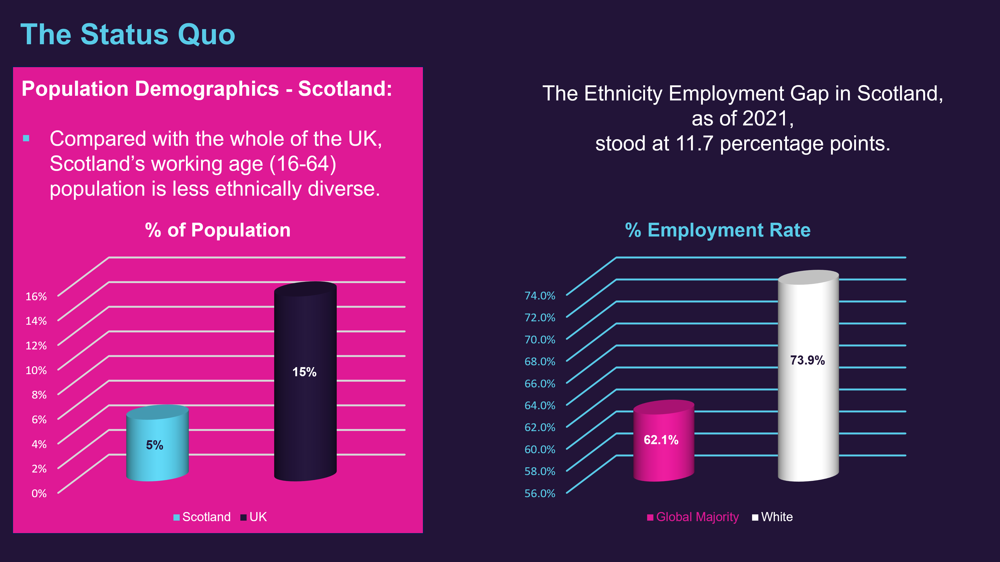 The Status Quo
Population Demographics - Scotland:
▪ Compared with the whole of the UK,
Scotland’s working age (16-64)
population is less ethnically diverse.
% of Population
16%
14%
12%
10%
8%
6%
4%
2%
0%
5%
15%
Scotland UK
The Ethnicity Employment Gap in Scotland,
as of 2021,
stood at 11.7 percentage points.
% Employment Rate
74.0%
72.0%
70.0%
68.0%
66.0%
64.0%
62.0%
60.0%
58.0%
56.0%
62.1%
73.9%
Global Majority White